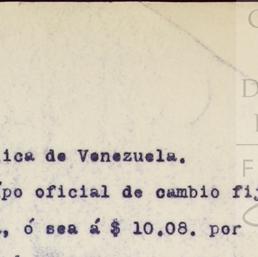 ica de Venezuela.
po oficial de cambio fi
, ó sea á $ 10.08. por